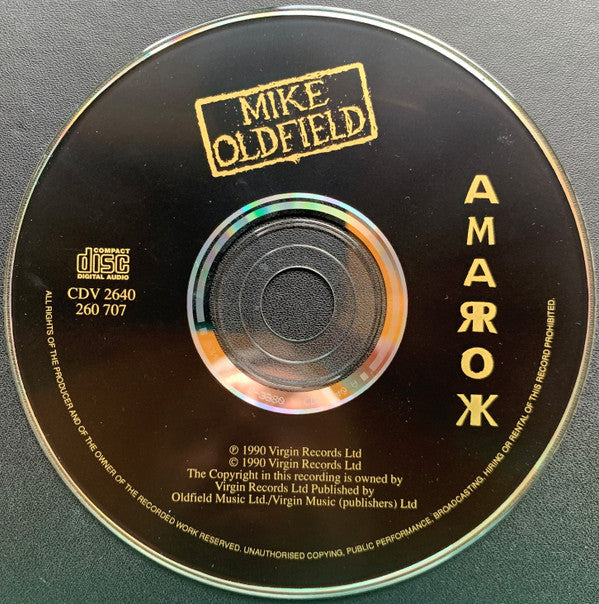 MIKE
OLDFIELD
AMAROK
COMPACT
disc
DIGITAL AUDIO
CDV 2640
260 707
℗ 1990 Virgin Records Ltd
© 1990 Virgin Records Ltd
The Copyright in this recording is owned by
Virgin Records Ltd Published by
Oldfield Music Ltd./Virgin Music (publishers) Ltd
ALL RIGHTS OF THE PRODUCER AND OF THE OWNER OF THE RECORDED WORK RESERVED. UNAUTHORISED COPYING, PUBLIC PERFORMANCE, BROADCASTING, HIRING OR RENTAL OF THIS RECORD PROHIBITED.